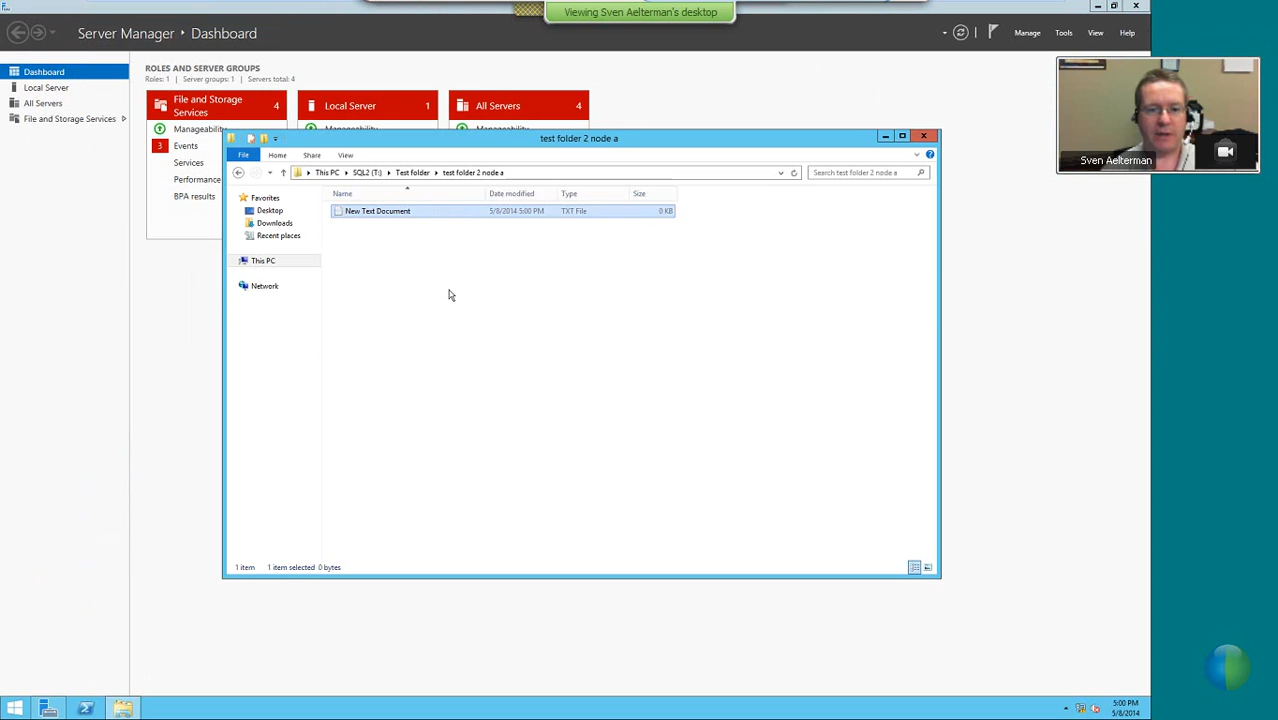 Viewing Sven Aelterman's desktop
Server Manager ‣ Dashboard
Manage Tools View Help
Dashboard
Local Server
All Servers
File and Storage Services
ROLES AND SERVER GROUPS
Roles: 1 | Server groups: 1 | Servers total: 4
File and Storage Services 4
Manageability
3 Events
Services
Performance
BPA results
Local Server 1
Manageability
All Servers 4
Manageability
test folder 2 node a
File Home Share View
This PC ‣ SQL2 (T:) ‣ Test folder ‣ test folder 2 node a
Search test folder 2 node a
Favorites
Desktop
Downloads
Recent places
This PC
Network
Name Date modified Type Size
New Text Document 5/8/2014 5:00 PM TXT File 0 KB
1 item 1 item selected 0 bytes
Sven Aelterman
5:00 PM
5/8/2014